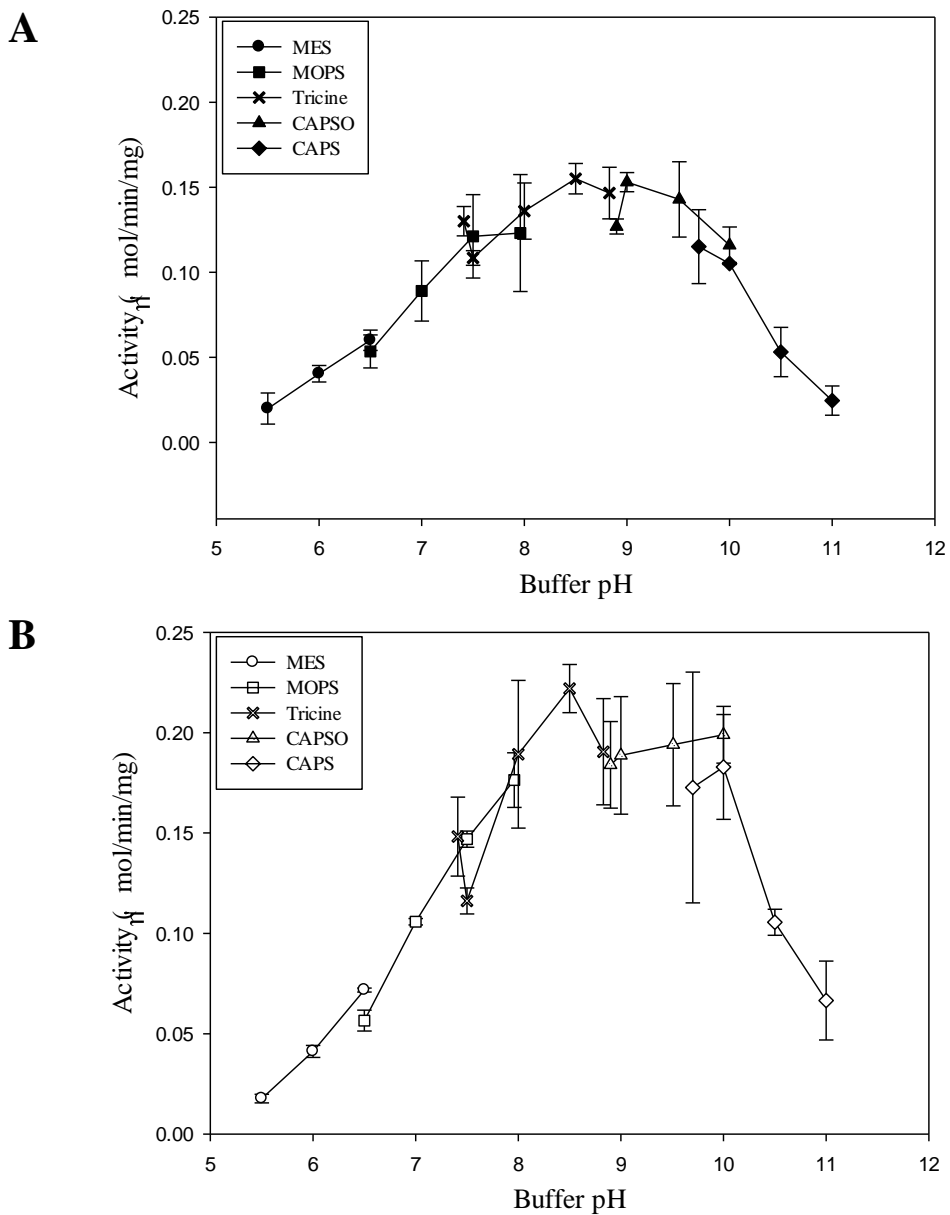 A
0.25
0.20
0.15
0.10
0.05
0.00
MES
MOPS
Tricine
CAPSO
CAPS
Activity ( mol/min/mg)
5 6 7 8 9 10 11 12
Buffer pH
B
0.25
0.20
0.15
0.10
0.05
0.00
MES
MOPS
Tricine
CAPSO
CAPS
Activity ( mol/min/mg)
5 6 7 8 9 10 11 12
Buffer pH